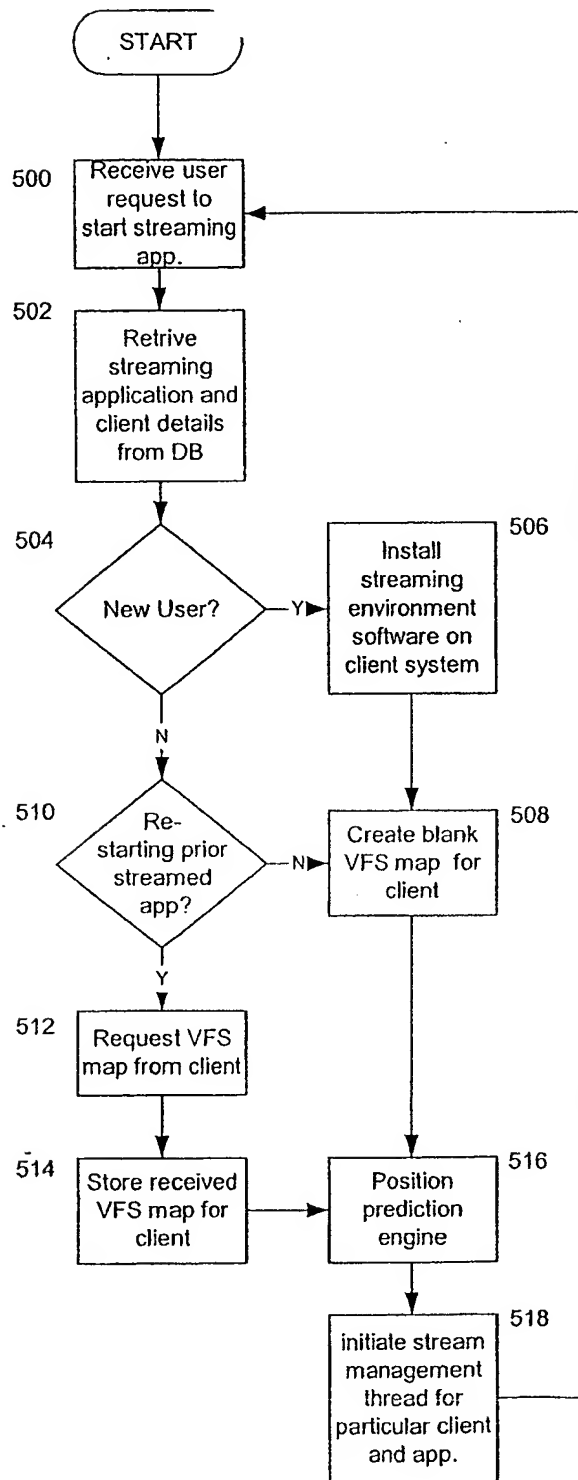 START
500
Receive user
request to
start streaming
app.
502
Retrive
streaming
application and
client details
from DB
504
New User?
Y
506
Install
streaming
environment
software on
client system
N
510
Re-
starting prior
streamed
app?
N
508
Create blank
VFS map for
client
Y
512
Request VFS
map from client
514
Store received
VFS map for
client
516
Position
prediction
engine
518
initiate stream
management
thread for
particular client
and app.